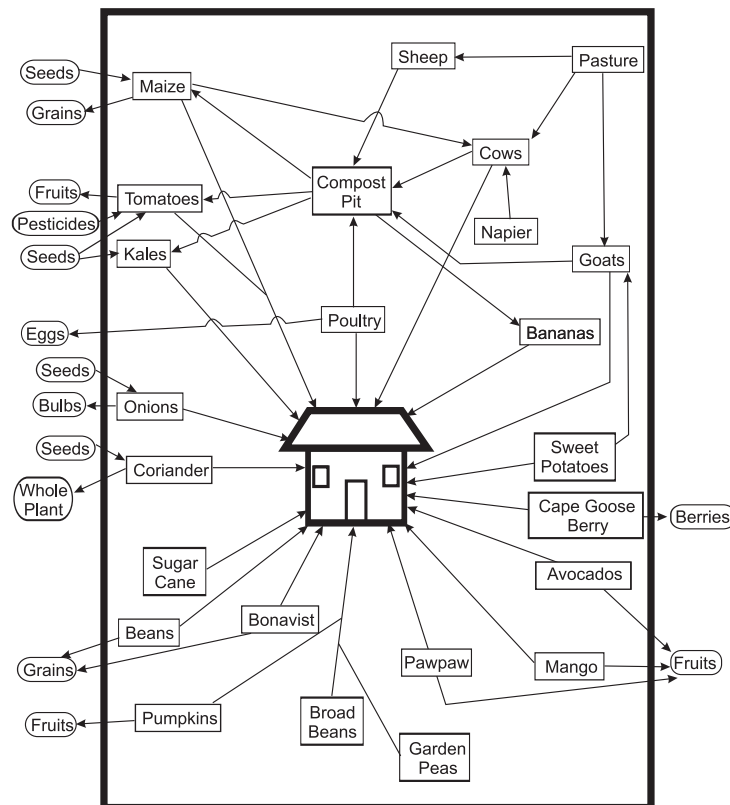 Sheep
Pasture
Seeds
Maize
Grains
Cows
Compost
Pit
Fruits
Tomatoes
Pesticides
Napier
Seeds
Kales
Goats
Poultry
Eggs
Bananas
Seeds
Bulbs
Onions
Seeds
Coriander
Sweet
Potatoes
Whole
Plant
Cape Goose
Berry
Berries
Sugar
Cane
Avocados
Bonavist
Beans
Grains
Pawpaw
Mango
Fruits
Pumpkins
Fruits
Broad
Beans
Garden
Peas